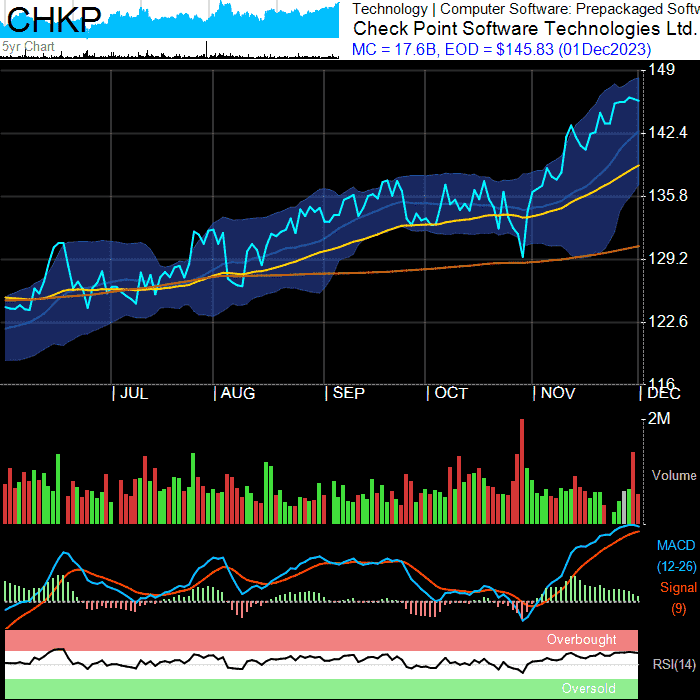 CHKP
5yr Chart
Technology | Computer Software: Prepackaged Softw
Check Point Software Technologies Ltd.
MC = 17.6B, EOD = $145.83 (01Dec2023)
149
142.4
135.8
129.2
122.6
116
JUL
AUG
SEP
OCT
NOV
DEC
2M
Volume
MACD
(12-26)
Signal
(9)
Overbought
RSI(14)
Oversold